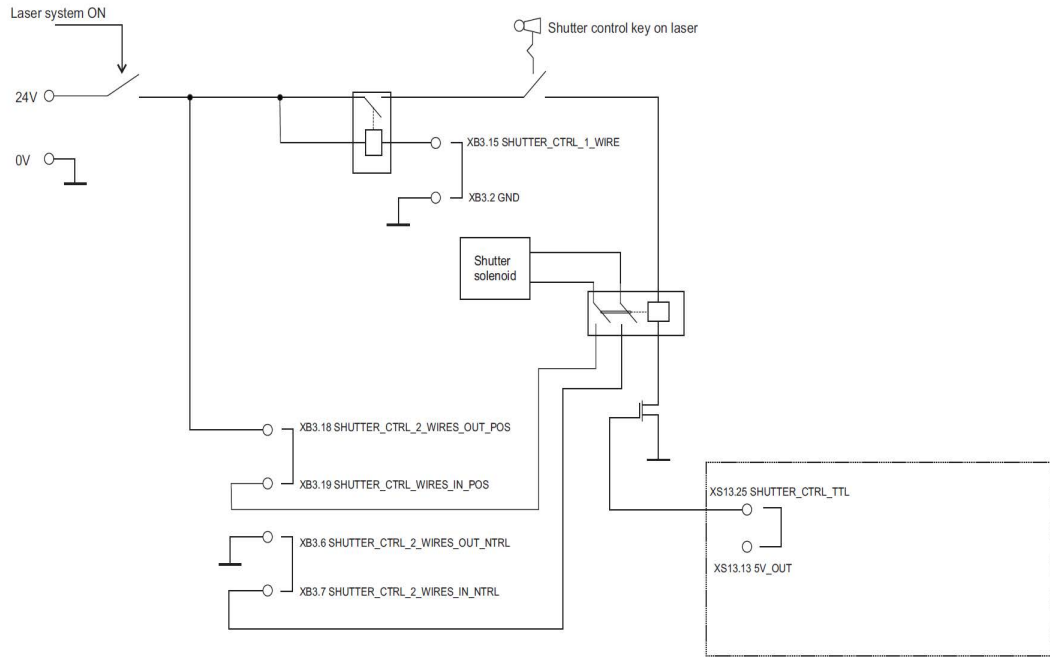 Laser system ON
Shutter control key on laser
24V
XB3.15 SHUTTER_CTRL_1_WIRE
0V
XB3.2 GND
Shutter
solenoid
XB3.18 SHUTTER_CTRL_2_WIRES_OUT_POS
XB3.19 SHUTTER_CTRL_WIRES_IN_POS
XS13.25 SHUTTER_CTRL_TTL
XB3.6 SHUTTER_CTRL_2_WIRES_OUT_NTRL
XS13.13 5V_OUT
XB3.7 SHUTTER_CTRL_2_WIRES_IN_NTRL